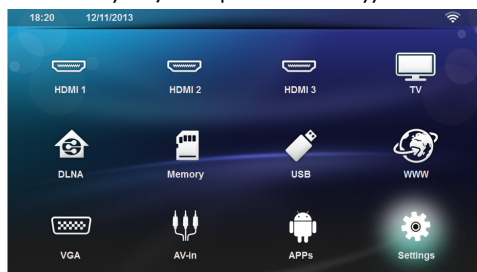 18:20 12/11/2013
HDMI 1 HDMI 2 HDMI 3 TV
DLNA Memory USB WWW
VGA AV-in APPs Settings